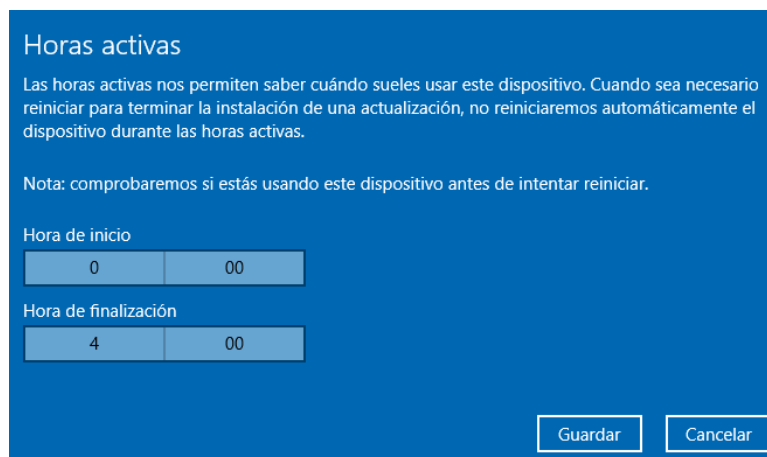 Horas activas
Las horas activas nos permiten saber cuándo sueles usar este dispositivo. Cuando sea necesario
reiniciar para terminar la instalación de una actualización, no reiniciaremos automáticamente el
dispositivo durante las horas activas.
Nota: comprobaremos si estás usando este dispositivo antes de intentar reiniciar.
Hora de inicio
0 00
Hora de finalización
4 00
Guardar Cancelar